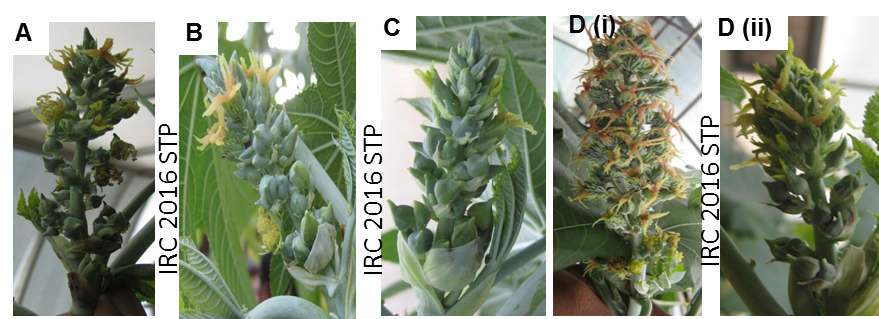 A
B
C
D (i)
D (ii)
IRC 2016 STP
IRC 2016 STP
IRC 2016 STP